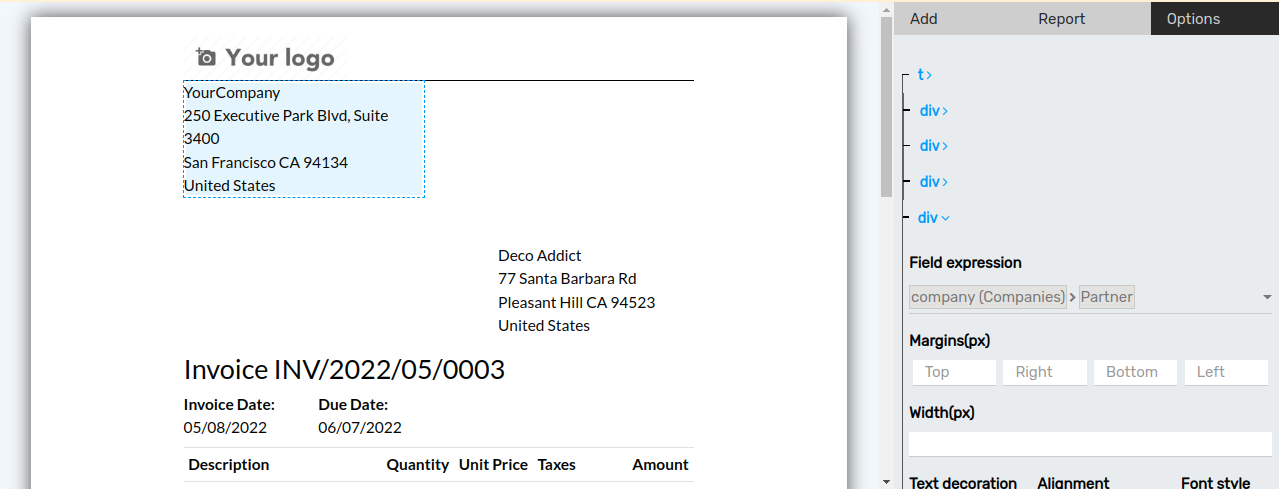 Your logo
YourCompany
250 Executive Park Blvd, Suite
3400
San Francisco CA 94134
United States
Deco Addict
77 Santa Barbara Rd
Pleasant Hill CA 94523
United States
Invoice INV/2022/05/0003
Invoice Date: Due Date:
05/08/2022 06/07/2022
Description Quantity Unit Price Taxes Amount
Add Report Options
t
div
div
div
div
Field expression
company (Companies) Partner
Margins(px)
Top Right Bottom Left
Width(px)
Text decoration Alignment Font style